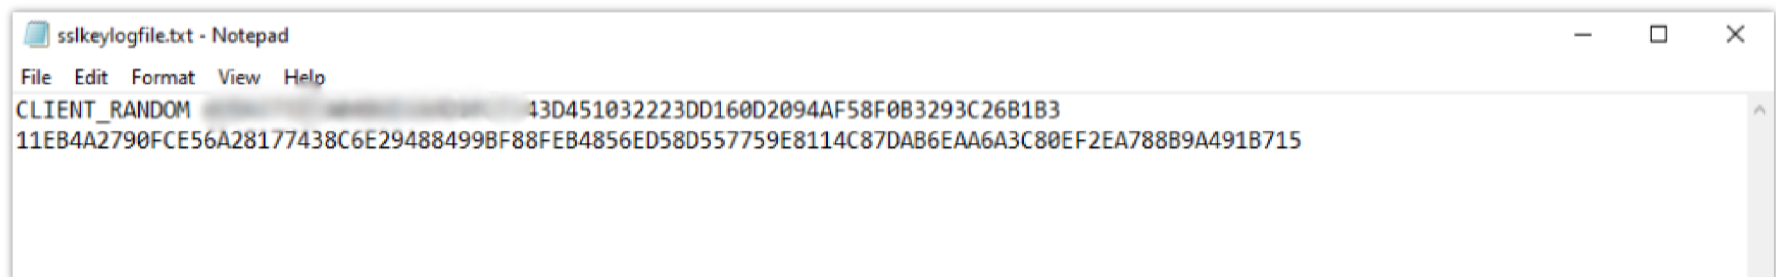 sslkeylogfile.txt - Notepad
File Edit Format View Help
CLIENT_RANDOM 43D451032223DD160D2094AF58F0B3293C26B1B3
11EB4A2790FCE56A28177438C6E29488499BF88FEB4856ED58D557759E8114C87DAB6EAA6A3C80EF2EA788B9A491B715